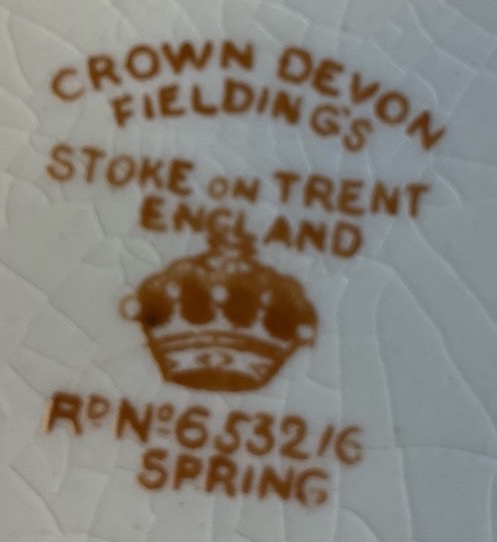 CROWN DEVON
FIELDING'S
STOKE ON TRENT
ENGLAND
RD No 653216
SPRING